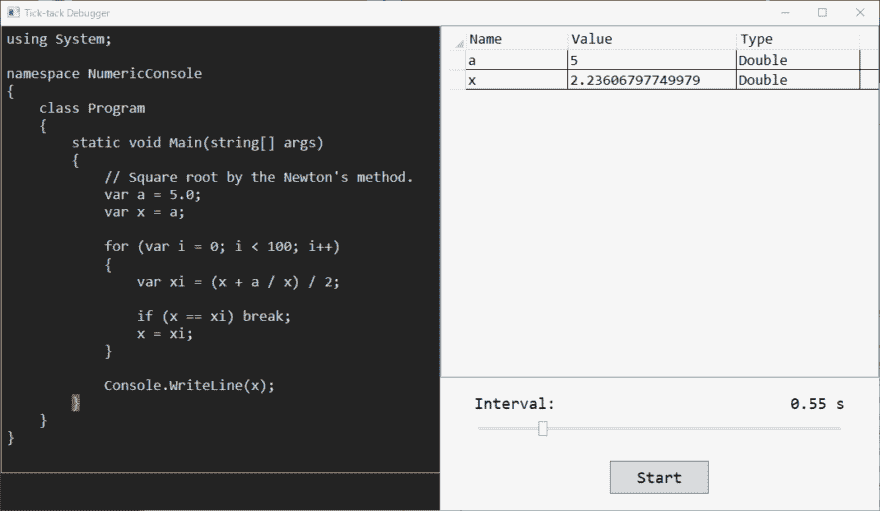 Tick-tack Debugger
using System;

namespace NumericConsole
{
    class Program
    {
        static void Main(string[] args)
        {
            // Square root by the Newton's method.
            var a = 5.0;
            var x = a;

            for (var i = 0; i < 100; i++)
            {
                var xi = (x + a / x) / 2;

                if (x == xi) break;
                x = xi;
            }

            Console.WriteLine(x);
        }
    }
}
Name Value Type
a 5 Double
x 2.23606797749979 Double
Interval: 0.55 s
Start